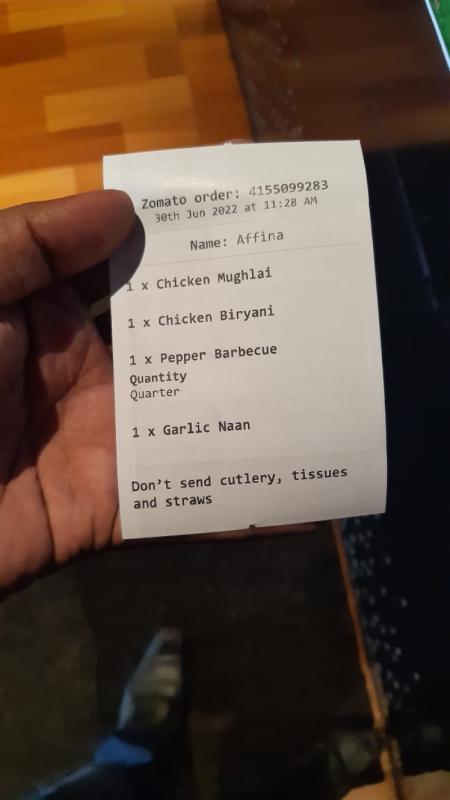 Zomato order: 4155099283
30th Jun 2022 at 11:28 AM
Name: Affina
1 x Chicken Mughlai
1 x Chicken Biryani
1 x Pepper Barbecue
Quantity
Quarter
1 x Garlic Naan
Don't send cutlery, tissues
and straws